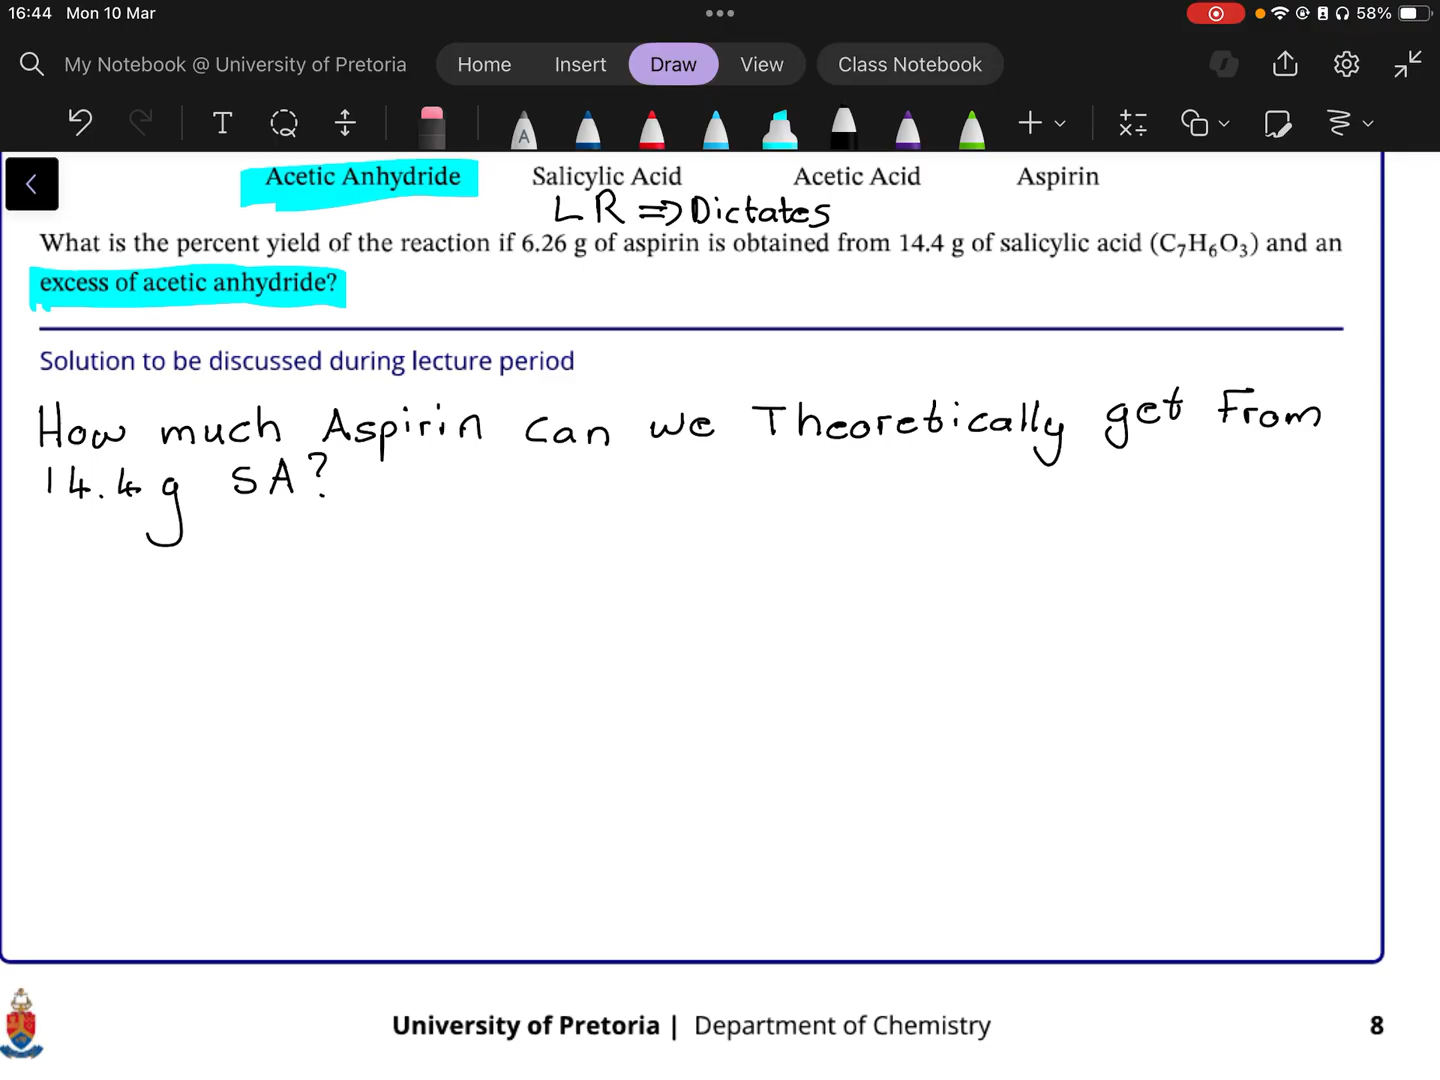 16:44 Mon 10 Mar 58%
My Notebook @ University of Pretoria Home Insert Draw View Class Notebook
T A
Acetic Anhydride Salicylic Acid Acetic Acid Aspirin
LR ⇒ Dictates
What is the percent yield of the reaction if 6.26 g of aspirin is obtained from 14.4 g of salicylic acid (C₇H₆O₃) and an
excess of acetic anhydride?
Solution to be discussed during lecture period
How much Aspirin can we Theoretically get From
14.4g SA?
University of Pretoria | Department of Chemistry 8